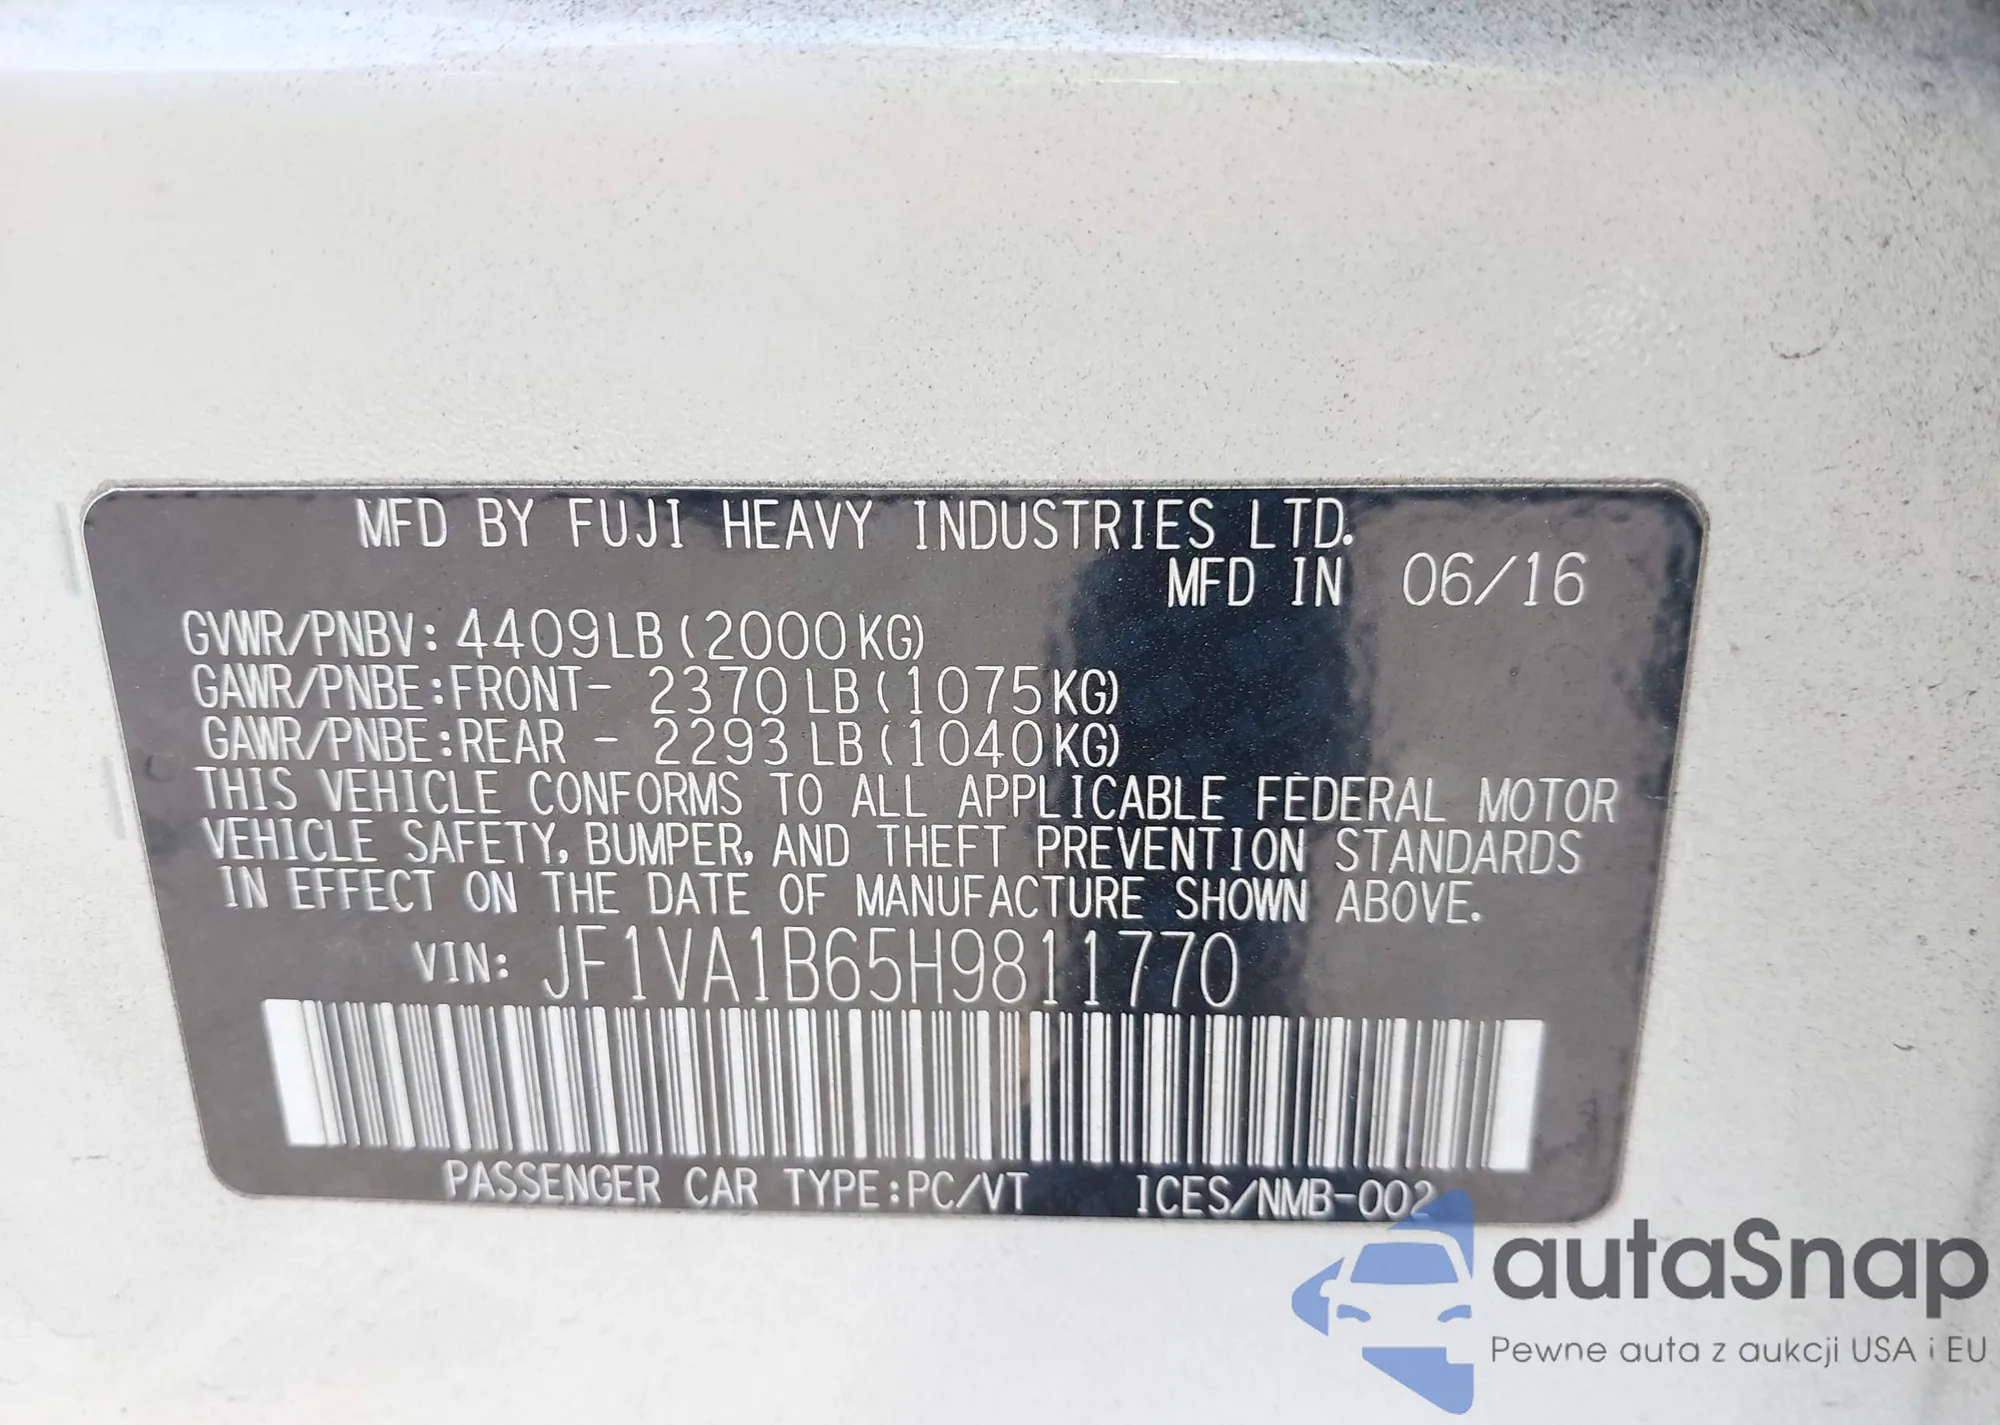 MFD BY FUJI HEAVY INDUSTRIES LTD.
MFD IN 06/16
GVWR/PNBV: 4409LB(2000KG)
GAWR/PNBE:FRONT- 2370LB(1075KG)
GAWR/PNBE:REAR - 2293LB(1040KG)
THIS VEHICLE CONFORMS TO ALL APPLICABLE FEDERAL MOTOR
VEHICLE SAFETY, BUMPER, AND THEFT PREVENTION STANDARDS
IN EFFECT ON THE DATE OF MANUFACTURE SHOWN ABOVE.
VIN: JF1VA1B65H9811770
PASSENGER CAR TYPE:PC/VT ICES/NMB-002
autaSnap
Pewne auta z aukcji USA i EU